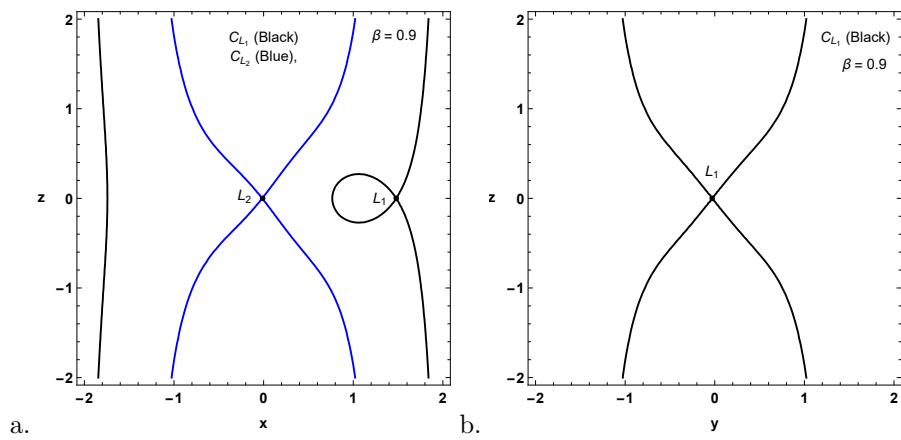 C_{L_1} (Black)
C_{L_2} (Blue),
β = 0.9
L_2
L_1
z
2
1
0
−1
−2
−2
−1
0
1
2
x
a.
C_{L_1} (Black)
β = 0.9
L_1
z
2
1
0
−1
−2
−2
−1
0
1
2
y
b.